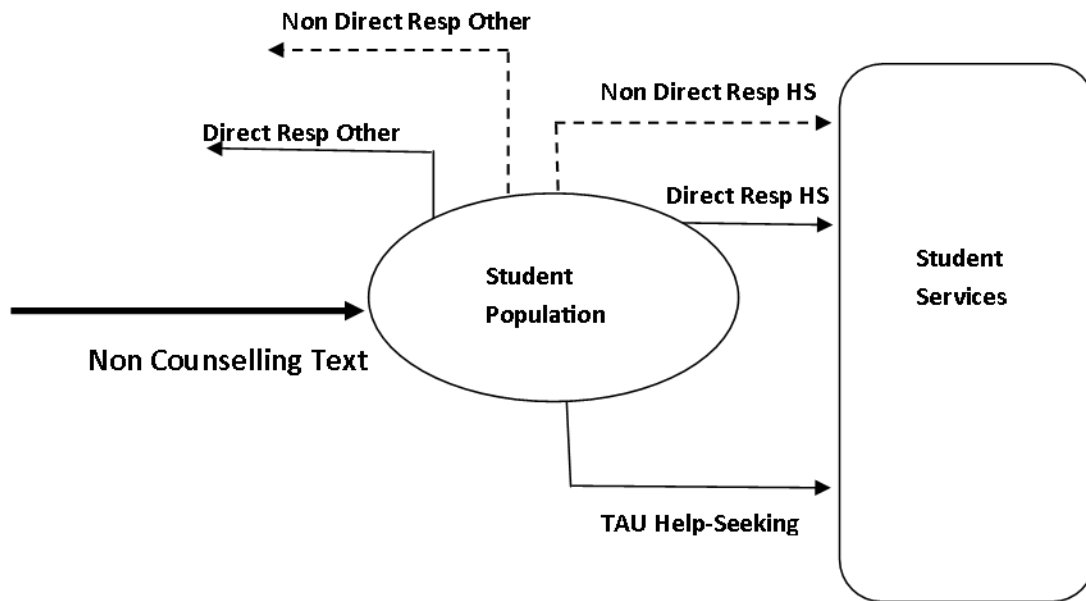 Non Direct Resp Other
Non Direct Resp HS
Direct Resp Other
Direct Resp HS
Student
Population
Student
Services
Non Counselling Text
TAU Help-Seeking